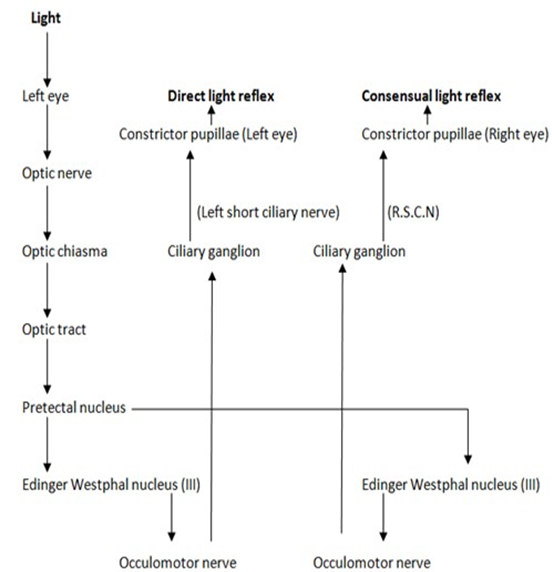 Light
Left eye
Direct light reflex
Consensual light reflex
Constrictor pupillae (Left eye)
Constrictor pupillae (Right eye)
Optic nerve
(Left short ciliary nerve)
(R.S.C.N)
Optic chiasma
Ciliary ganglion
Ciliary ganglion
Optic tract
Pretectal nucleus
Edinger Westphal nucleus (III)
Edinger Westphal nucleus (III)
Occulomotor nerve
Occulomotor nerve